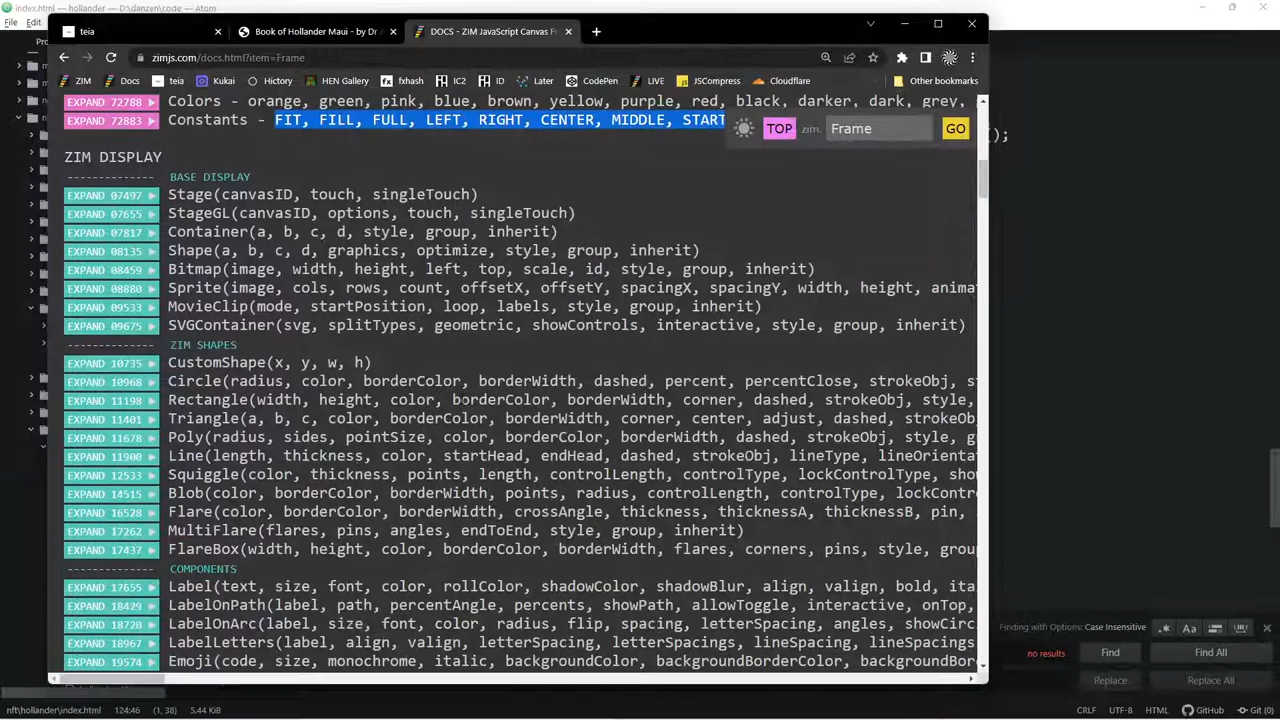 index.html — hollander — D:\danzen\code — Atom
File Edit
teia
Book of Hollander Maui - by Dr A
DOCS - ZIM JavaScript Canvas Fr
zimjs.com/docs.html?item=Frame
ZIM Docs teia Kukai Hictory HEN Gallery fxhash IC2 ID Later CodePen LIVE JSCompress Cloudflare Other bookmarks
EXPAND 72788 Colors - orange, green, pink, blue, brown, yellow, purple, red, black, darker, dark, grey,
EXPAND 72883 Constants - FIT, FILL, FULL, LEFT, RIGHT, CENTER, MIDDLE, START
TOP zim. Frame GO
();
ZIM DISPLAY
-------------- BASE DISPLAY
EXPAND 07497 Stage(canvasID, touch, singleTouch)
EXPAND 07655 StageGL(canvasID, options, touch, singleTouch)
EXPAND 07817 Container(a, b, c, d, style, group, inherit)
EXPAND 08135 Shape(a, b, c, d, graphics, optimize, style, group, inherit)
EXPAND 08459 Bitmap(image, width, height, left, top, scale, id, style, group, inherit)
EXPAND 08880 Sprite(image, cols, rows, count, offsetX, offsetY, spacingX, spacingY, width, height, anima
EXPAND 09533 MovieClip(mode, startPosition, loop, labels, style, group, inherit)
EXPAND 09675 SVGContainer(svg, splitTypes, geometric, showControls, interactive, style, group, inherit)
-------------- ZIM SHAPES
EXPAND 10735 CustomShape(x, y, w, h)
EXPAND 10968 Circle(radius, color, borderColor, borderWidth, dashed, percent, percentClose, strokeObj, s
EXPAND 11198 Rectangle(width, height, color, borderColor, borderWidth, corner, dashed, strokeObj, style,
EXPAND 11401 Triangle(a, b, c, color, borderColor, borderWidth, corner, center, adjust, dashed, strokeOb
EXPAND 11678 Poly(radius, sides, pointSize, color, borderColor, borderWidth, dashed, strokeObj, style, g
EXPAND 11900 Line(length, thickness, color, startHead, endHead, dashed, strokeObj, lineType, lineOrienta
EXPAND 12533 Squiggle(color, thickness, points, length, controlLength, controlType, lockControlType, sho
EXPAND 14515 Blob(color, borderColor, borderWidth, points, radius, controlLength, controlType, lockContr
EXPAND 16528 Flare(color, borderColor, borderWidth, crossAngle, thickness, thicknessA, thicknessB, pin,
EXPAND 17262 MultiFlare(flares, pins, angles, endToEnd, style, group, inherit)
EXPAND 17437 FlareBox(width, height, color, borderColor, borderWidth, flares, corners, pins, style, grou
-------------- COMPONENTS
EXPAND 17655 Label(text, size, font, color, rollColor, shadowColor, shadowBlur, align, valign, bold, ita
EXPAND 18429 LabelOnPath(label, path, percentAngle, percents, showPath, allowToggle, interactive, onTop,
EXPAND 18720 LabelOnArc(label, size, font, color, radius, flip, spacing, letterSpacing, angles, showCirc
EXPAND 18967 LabelLetters(label, align, valign, letterSpacing, letterSpacings, lineSpacing, lineSpacings
EXPAND 19574 Emoji(code, size, monochrome, italic, backgroundColor, backgroundBorderColor, backgroundBor
Finding with Options: Case Insensitive
.* Aa
no results Find Find All
Replace Replace All
nft\hollander\index.html 124:46 (1, 38) 5.44 KiB CRLF UTF-8 HTML GitHub Git (0)